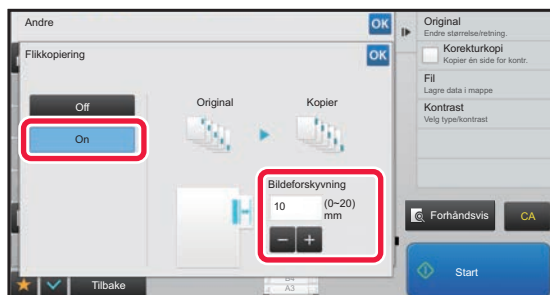 Andre
OK
Flikkopiering
OK
Off
On
Original
Kopier
Bildeforskyvning
10
(0~20)
mm
Tilbake
A3
Original
Endre størrelse/retning.
Korekturkopi
Kopier én side for kontr.
Fil
Lagre data i mappe
Kontrast
Velg type/kontrast
Forhåndsvis
CA
Start